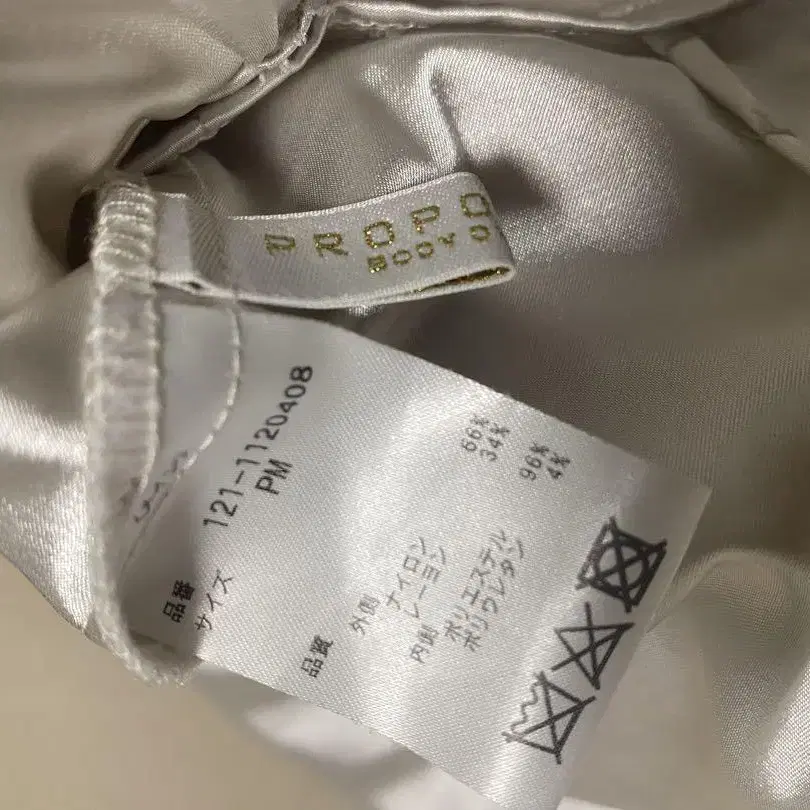 PROPO
BODY D
品番 121-1120408
サイズ PM
品質 外側 ナイロン 66%
レーヨン 34%
内側 ポリエステル 96%
ポリウレタン 4%